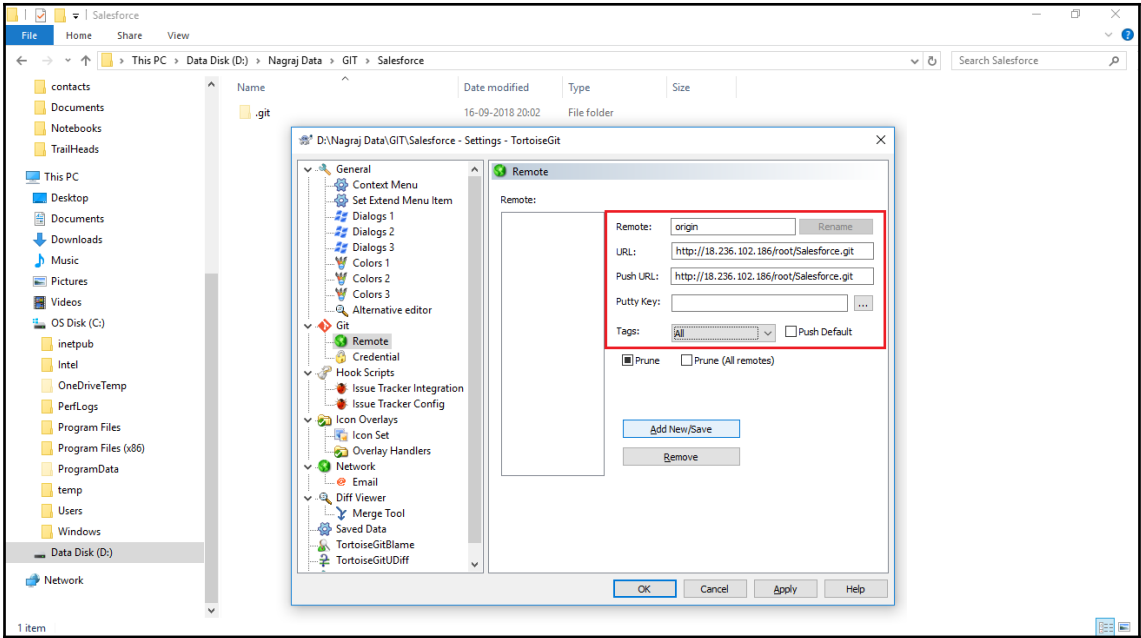 Salesforce
File Home Share View
This PC > Data Disk (D:) > Nagraj Data > GIT > Salesforce
Search Salesforce
contacts
Documents
Notebooks
TrailHeads
This PC
Desktop
Documents
Downloads
Music
Pictures
Videos
OS Disk (C:)
inetpub
Intel
OneDriveTemp
PerfLogs
Program Files
Program Files (x86)
ProgramData
temp
Users
Windows
Data Disk (D:)
Network
1 item
Name Date modified Type Size
.git 16-09-2018 20:02 File folder
D:\Nagraj Data\GIT\Salesforce - Settings - TortoiseGit
General
Context Menu
Set Extend Menu Item
Dialogs 1
Dialogs 2
Dialogs 3
Colors 1
Colors 2
Colors 3
Alternative editor
Git
Remote
Credential
Hook Scripts
Issue Tracker Integration
Issue Tracker Config
Icon Overlays
Icon Set
Overlay Handlers
Network
Email
Diff Viewer
Merge Tool
Saved Data
TortoiseGitBlame
TortoiseGitUDiff
Remote
Remote:
Remote: origin Rename
URL: http://18.236.102.186/root/Salesforce.git
Push URL: http://18.236.102.186/root/Salesforce.git
Putty Key: ...
Tags: All Push Default
Prune Prune (All remotes)
Add New/Save
Remove
OK Cancel Apply Help